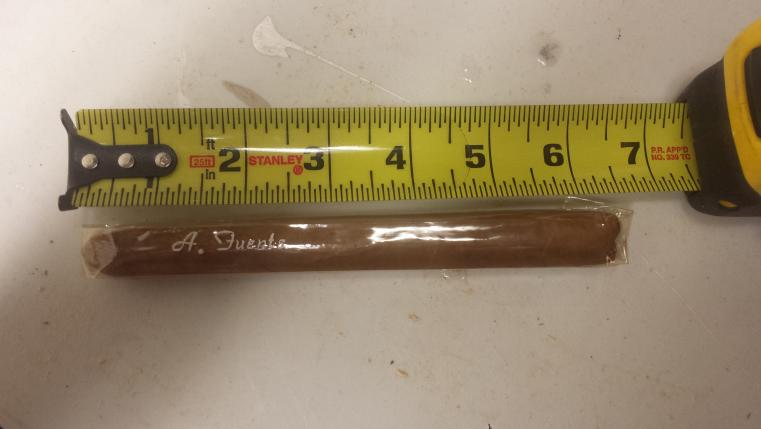 1 ft 2 STANLEY 3 4 5 6 7 P.R. APP'D
25ft ® NO. 339 TC
in
A. Fuente